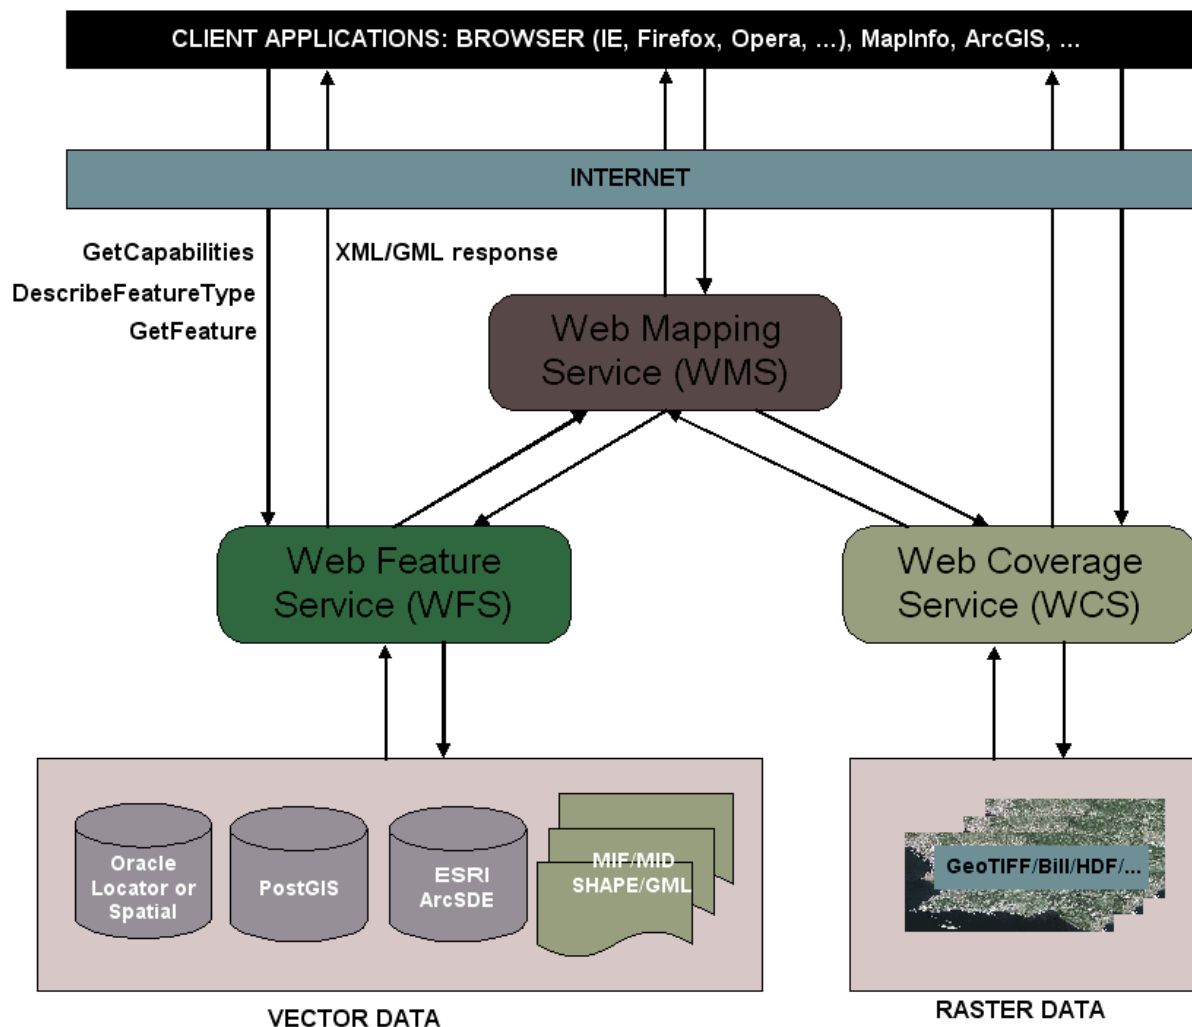 CLIENT APPLICATIONS: BROWSER (IE, Firefox, Opera, ...), MapInfo, ArcGIS, ...
INTERNET
GetCapabilities
XML/GML response
DescribeFeatureType
GetFeature
Web Mapping
Service (WMS)
Web Feature
Service (WFS)
Web Coverage
Service (WCS)
Oracle
Locator or
Spatial
PostGIS
ESRI
ArcSDE
MIF/MID
SHAPE/GML
GeoTIFF/Bill/HDF/...
VECTOR DATA
RASTER DATA